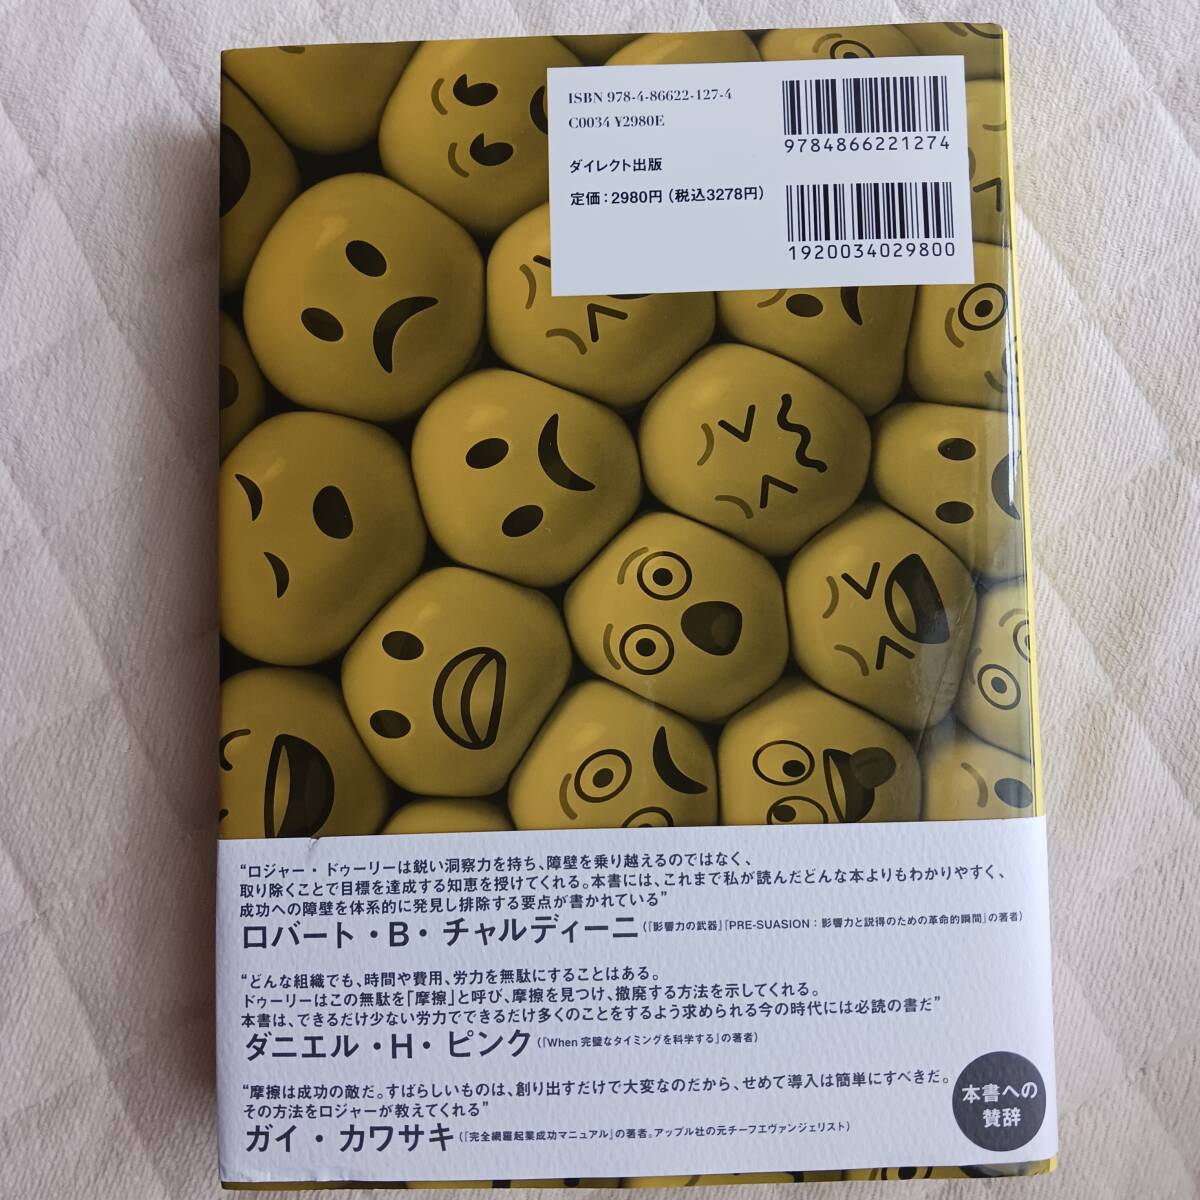 ISBN 978-4-86622-127-4
C0034 ¥2980E
ダイレクト出版
定価：2980円（税込3278円）
9784866221274
1920034029800
“ロジャー・ドゥーリーは鋭い洞察力を持ち、障壁を乗り越えるのではなく、
取り除くことで目標を達成する知恵を授けてくれる。本書には、これまで私が読んだどんな本よりもわかりやすく、
成功への障壁を体系的に発見し排除する要点が書かれている”
ロバート・B・チャルディーニ（『影響力の武器』『PRE-SUASION：影響力と説得のための革命的瞬間』の著者）
“どんな組織でも、時間や費用、労力を無駄にすることはある。
ドゥーリーはこの無駄を「摩擦」と呼び、摩擦を見つけ、撤廃する方法を示してくれる。
本書は、できるだけ少ない労力でできるだけ多くのことをするよう求められる今の時代には必読の書だ”
ダニエル・H・ピンク（『When 完璧なタイミングを科学する』の著者）
“摩擦は成功の敵だ。すばらしいものは、創り出すだけで大変なのだから、せめて導入は簡単にすべきだ。
その方法をロジャーが教えてくれる”
ガイ・カワサキ（『完全網羅起業成功マニュアル』の著者。アップル社の元チーフエヴァンジェリスト）
本書への
賛辞